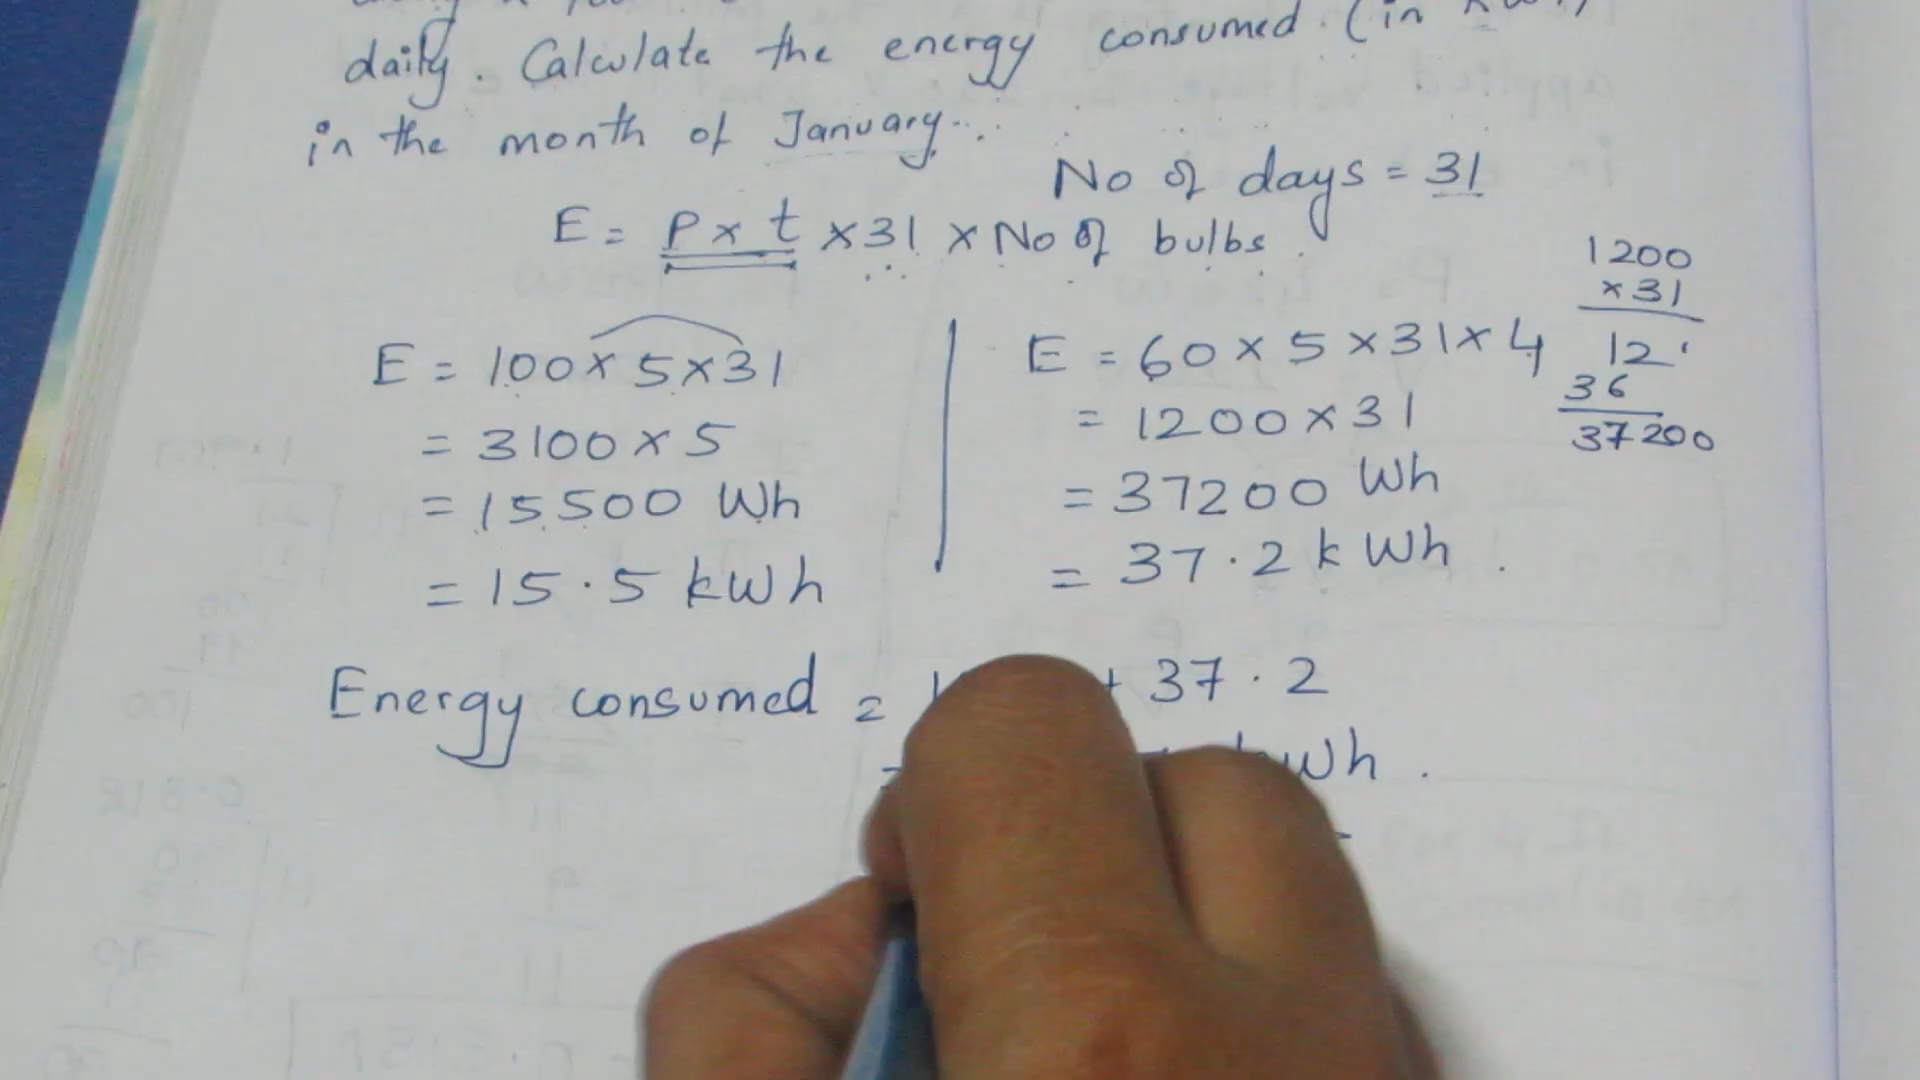 daily. Calculate the energy consumed. (in
in the month of January...
No of days = 31
E = P x t x 31 x No of bulbs
E = 100 x 5 x 31
= 3100 x 5
= 15500 Wh
= 15.5 kWh
E = 60 x 5 x 31 x 4
= 1200 x 31
= 37200 Wh
= 37.2 k Wh.
1200
x 31
12
36
37200
Energy consumed = + 37.2
kWh.